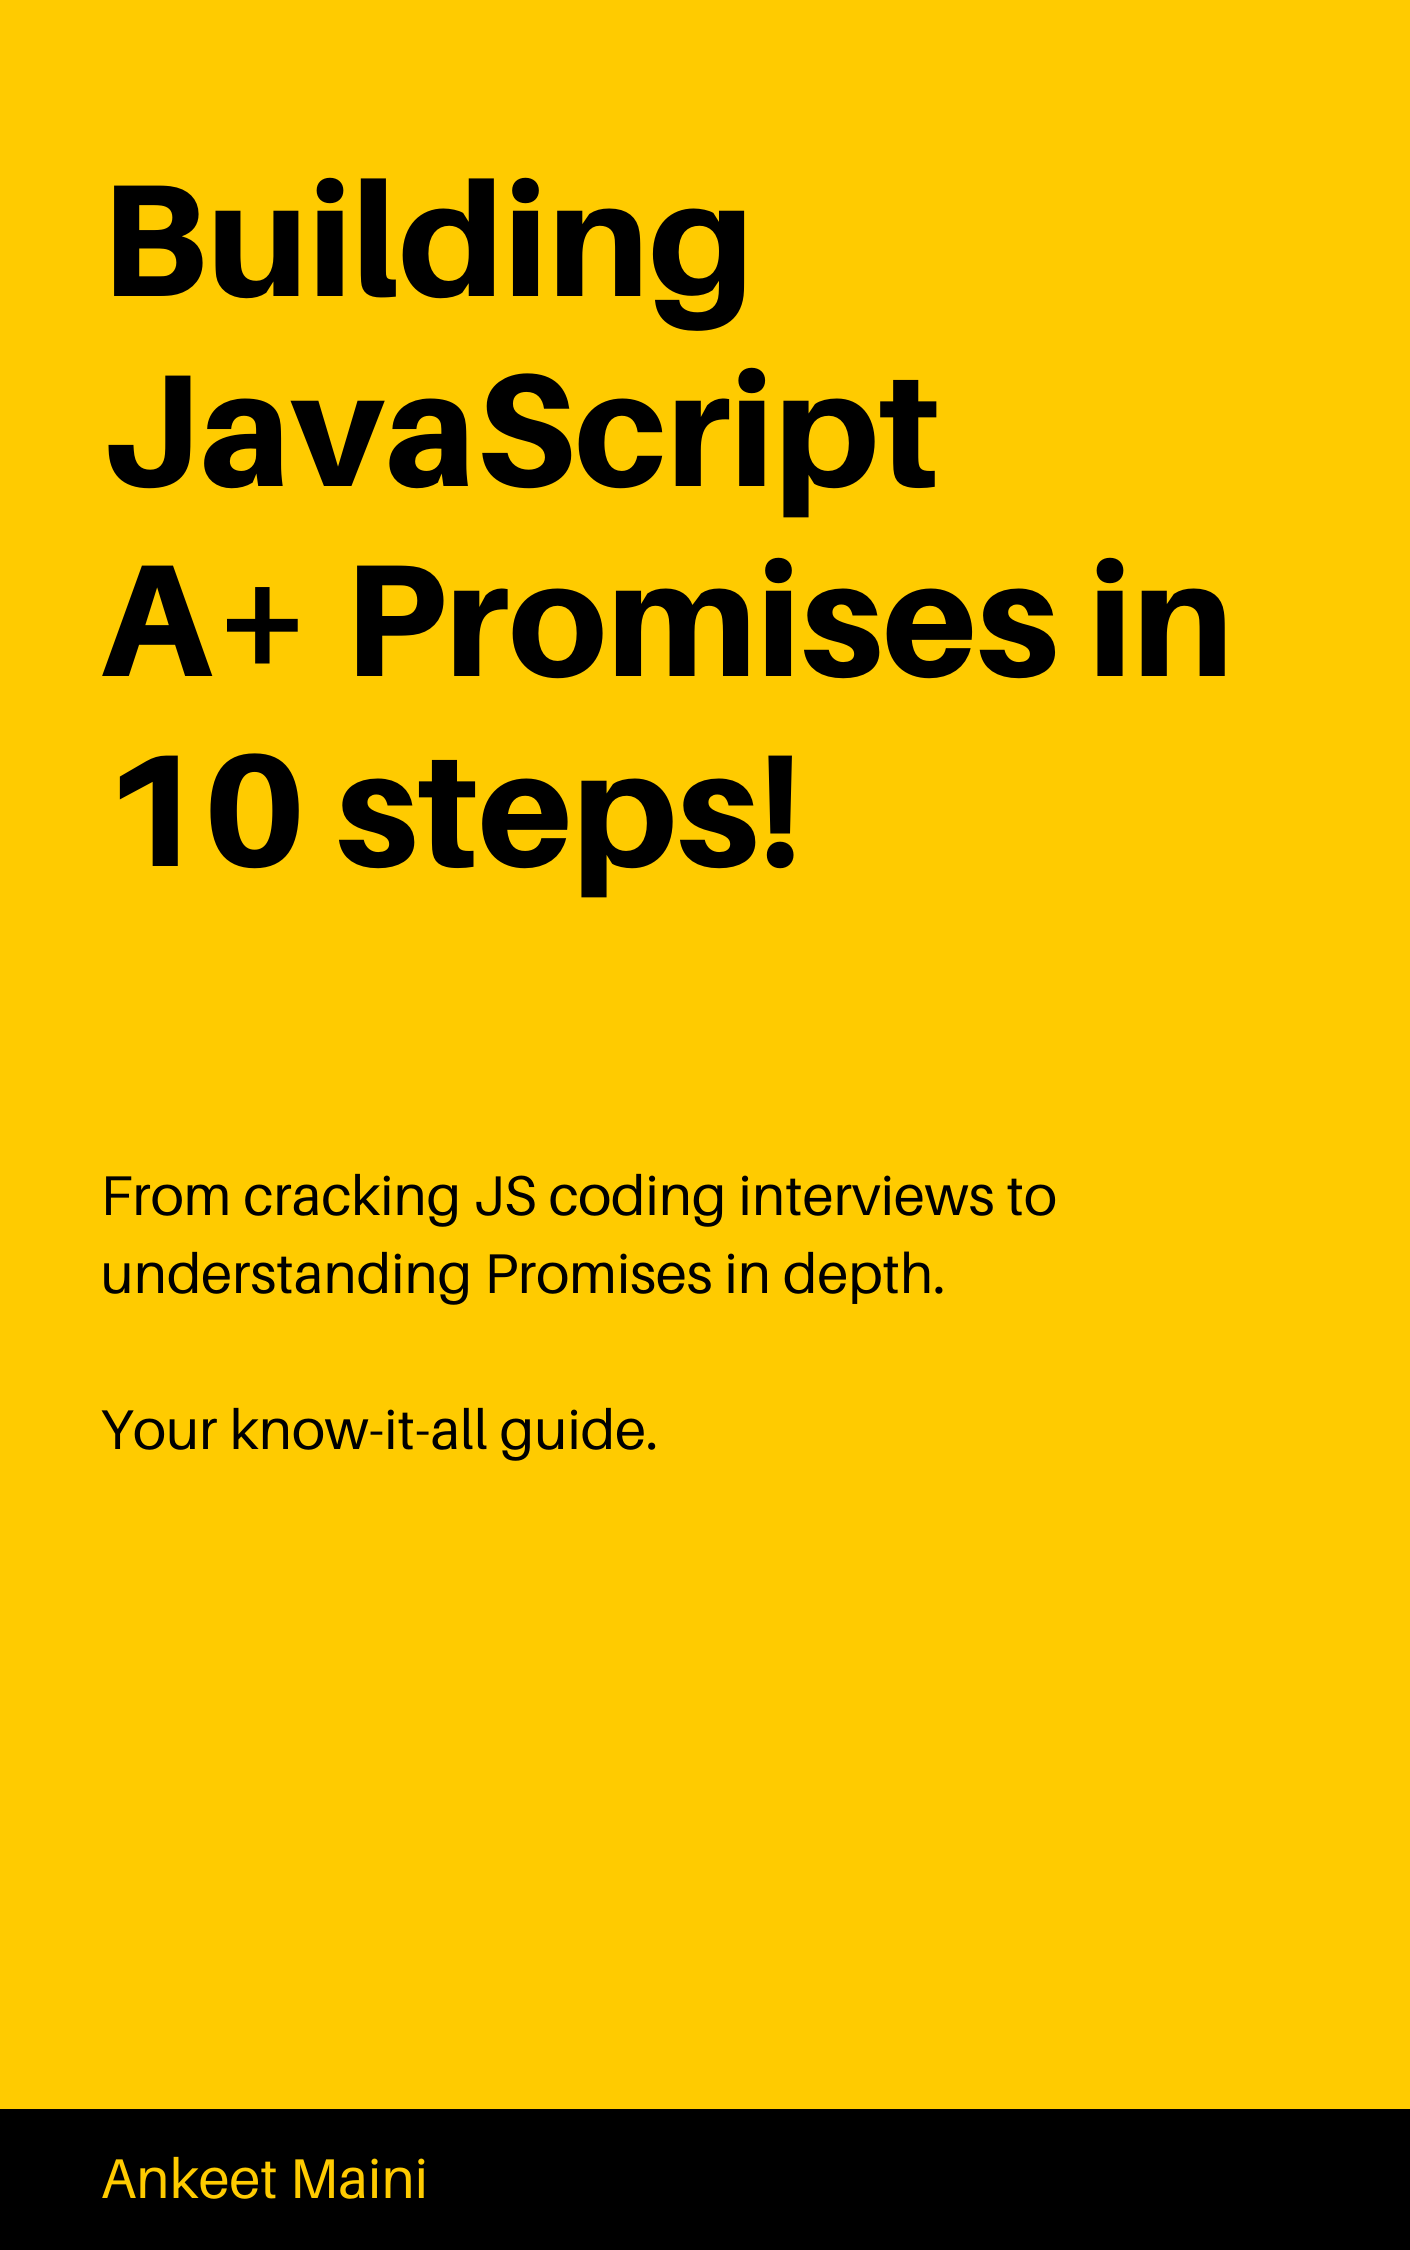 Building
JavaScript
A+ Promises in
10 steps!
From cracking JS coding interviews to
understanding Promises in depth.
Your know-it-all guide.
Ankeet Maini